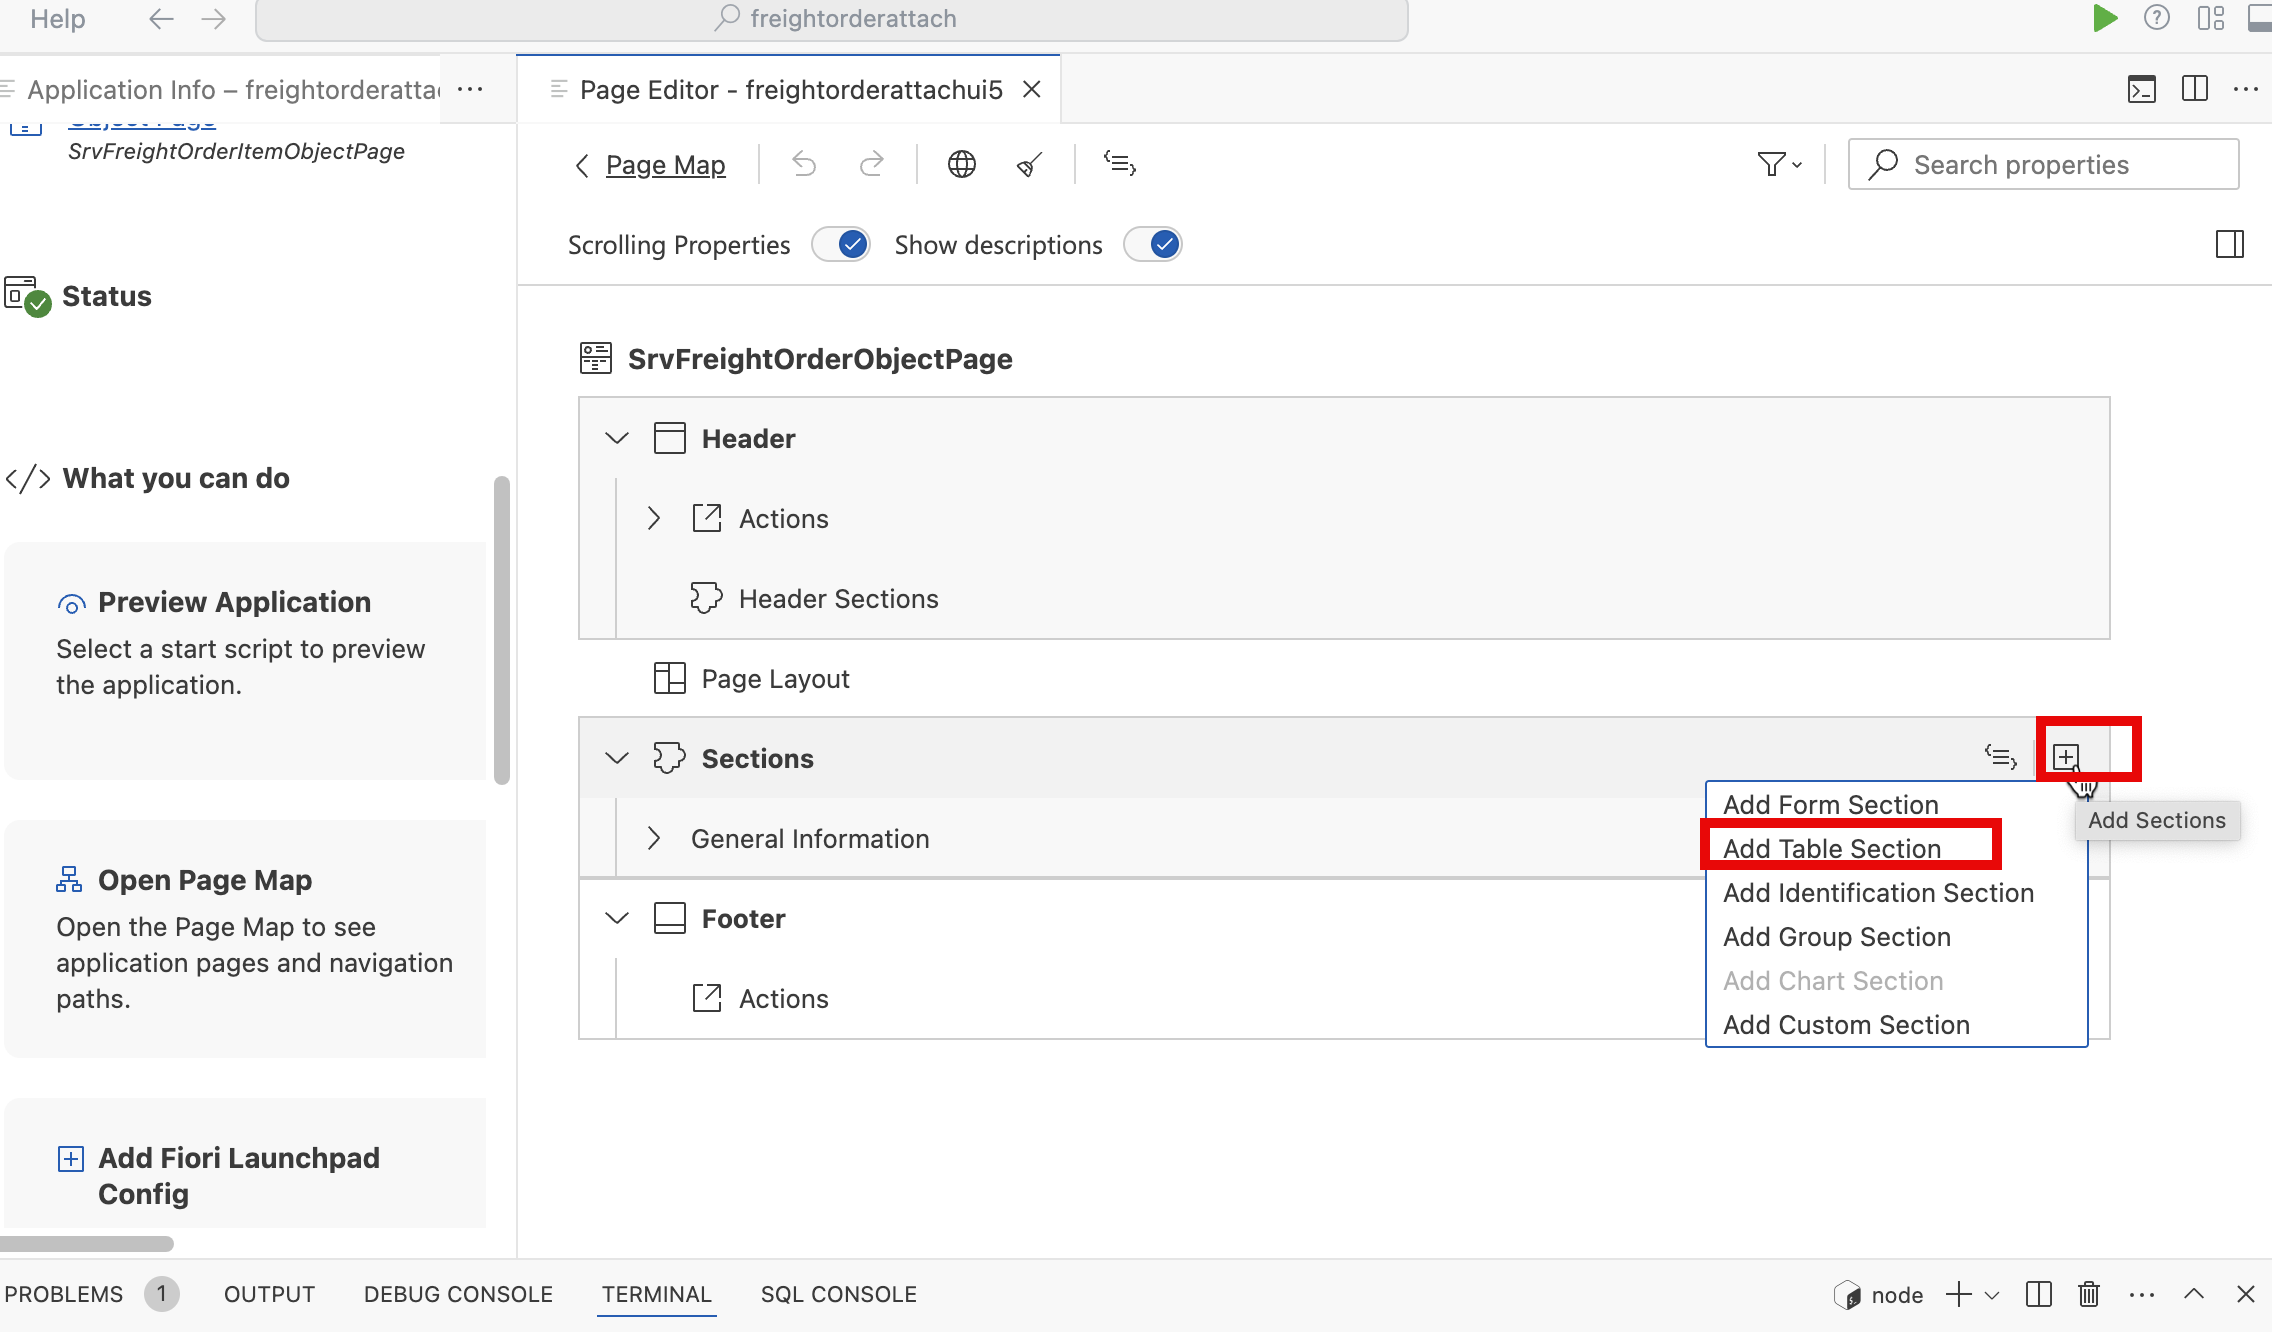 Help
freightorderattach
Application Info – freightorderatta
Page Editor - freightorderattachui5
Object Page
SrvFreightOrderItemObjectPage
Page Map
Search properties
Scrolling Properties
Show descriptions
Status
SrvFreightOrderObjectPage
Header
What you can do
Actions
Header Sections
Preview Application
Select a start script to preview
the application.
Page Layout
Sections
Add Form Section
Add Sections
General Information
Add Table Section
Open Page Map
Add Identification Section
Open the Page Map to see
application pages and navigation
paths.
Footer
Add Group Section
Add Chart Section
Actions
Add Custom Section
Add Fiori Launchpad
Config
PROBLEMS 1 OUTPUT DEBUG CONSOLE TERMINAL SQL CONSOLE node